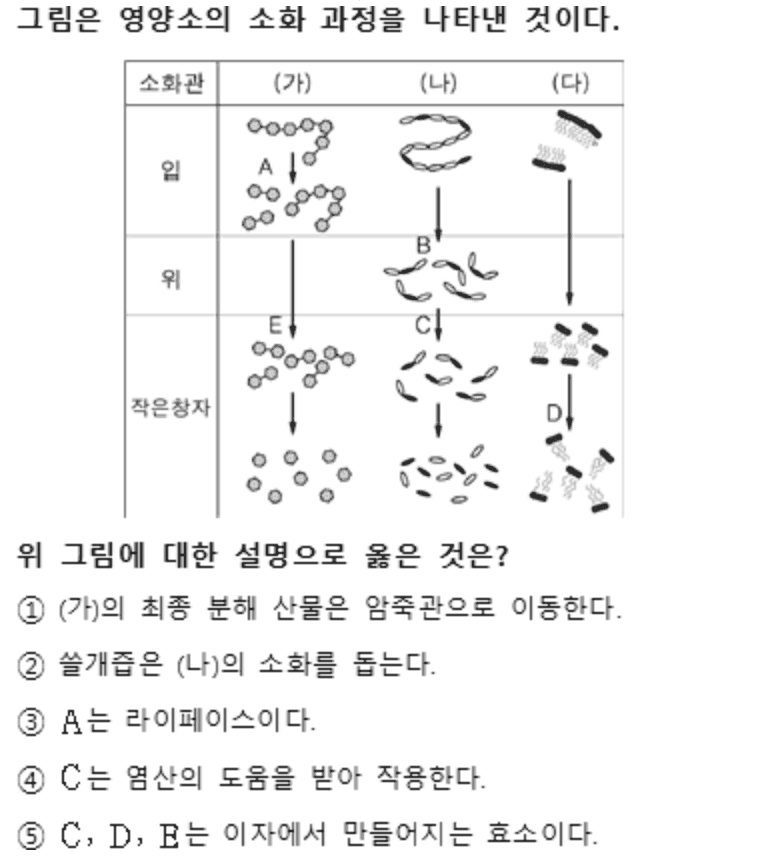 그림은 영양소의 소화 과정을 나타낸 것이다.
소화관 (가) (나) (다)
입 A
B
위
E C
작은창자 D
위 그림에 대한 설명으로 옳은 것은?
① (가)의 최종 분해 산물은 암죽관으로 이동한다.
② 쓸개즙은 (나)의 소화를 돕는다.
③ A는 라이페이스이다.
④ C는 염산의 도움을 받아 작용한다.
⑤ C, D, E는 이자에서 만들어지는 효소이다.